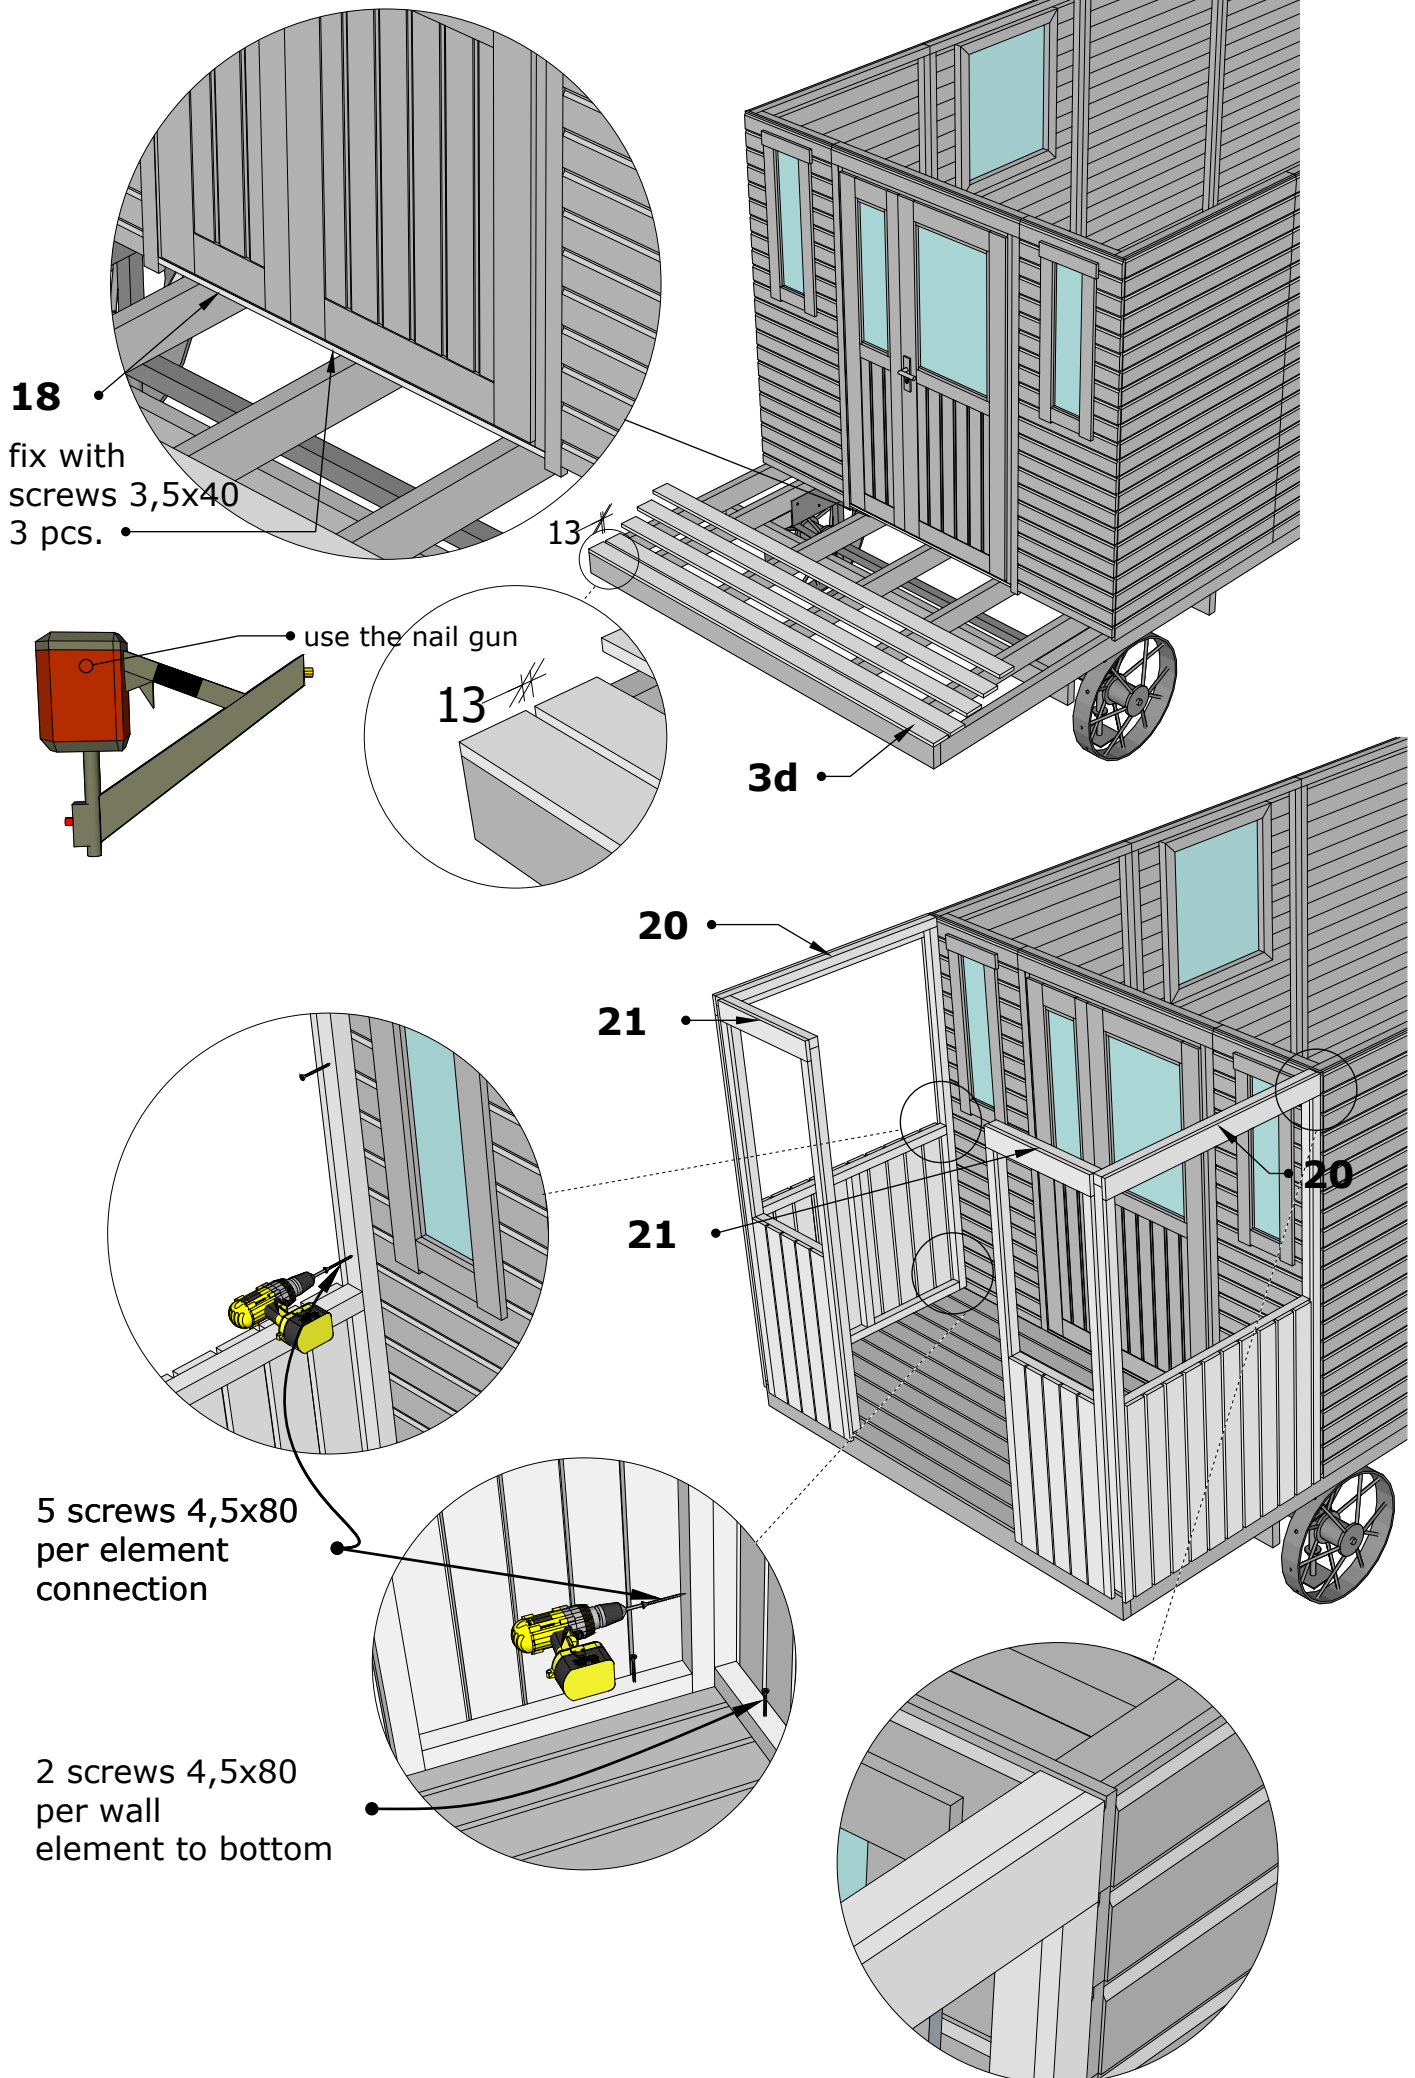 18
fix with
screws 3,5x40
3 pcs.
13
use the nail gun
13
3d
20
21
20
21
5 screws 4,5x80
per element
connection
2 screws 4,5x80
per wall
element to bottom